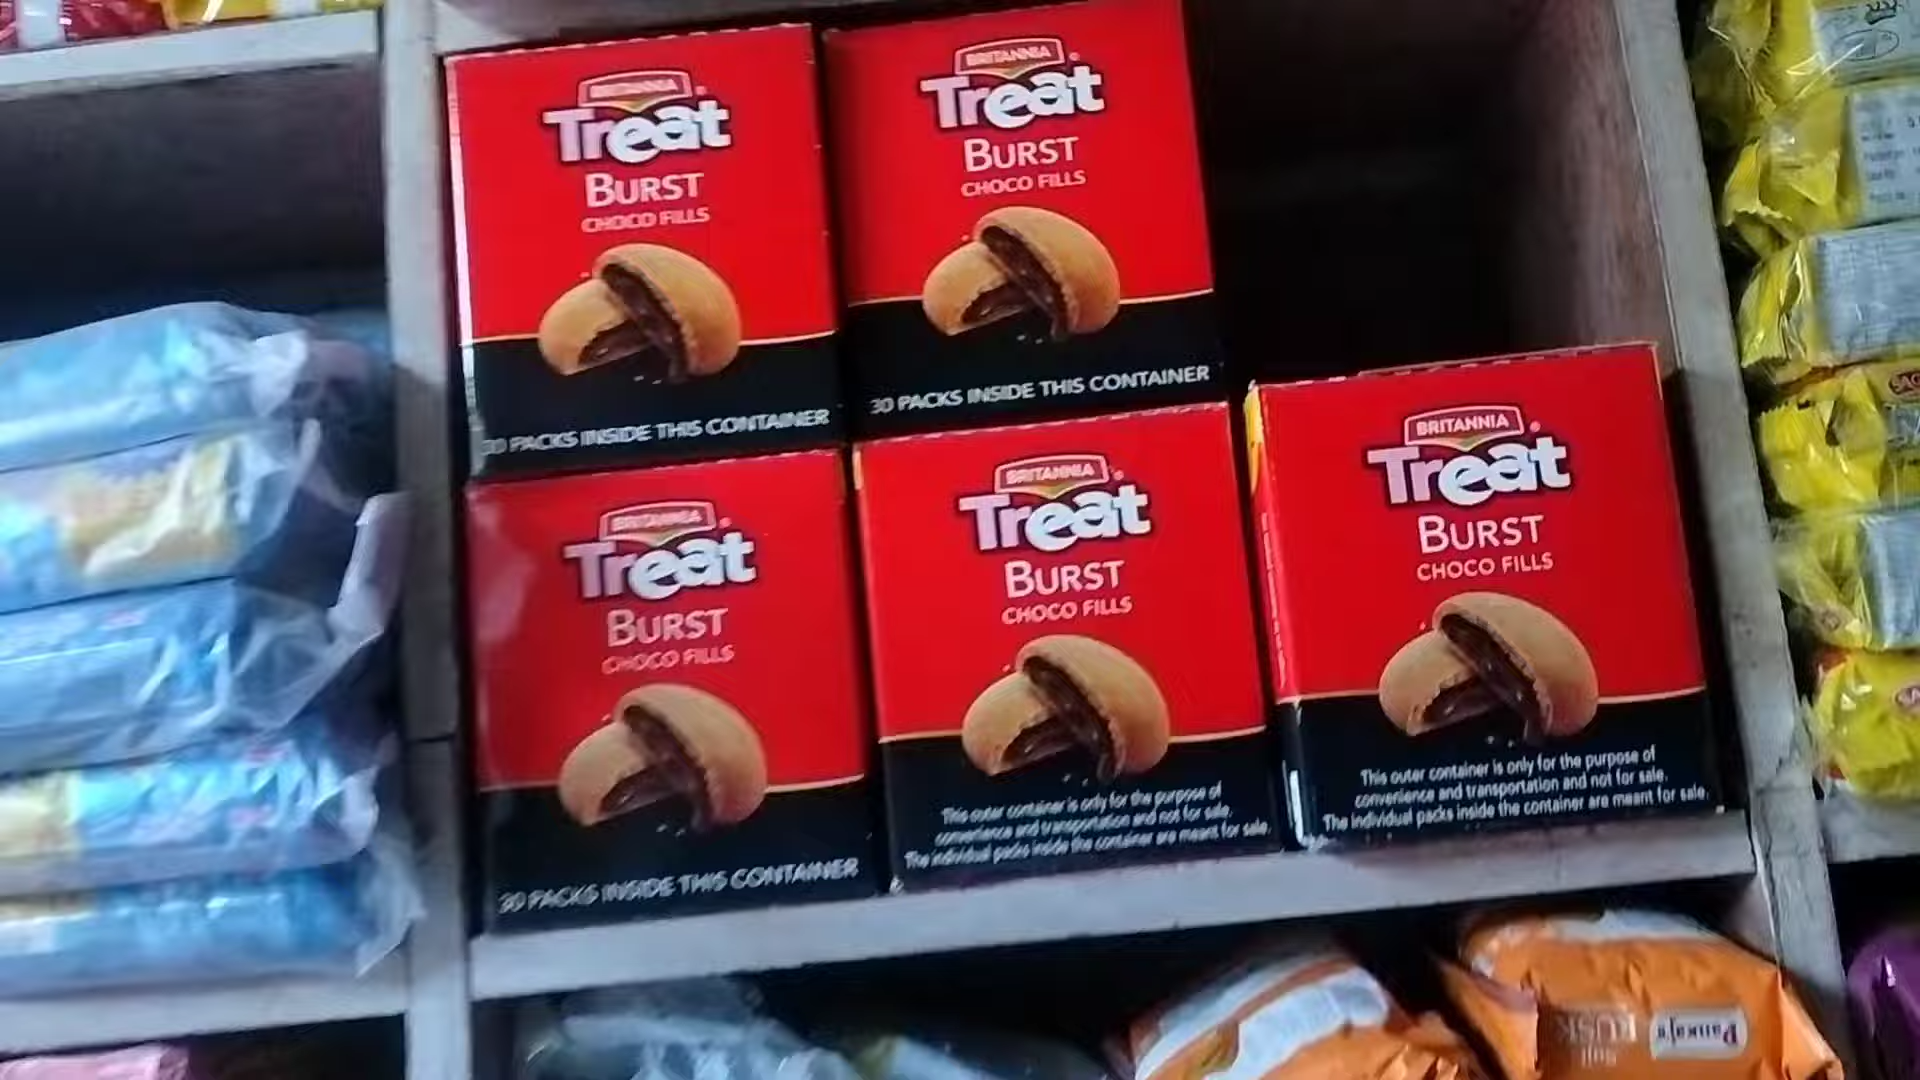 BRITANNIA
Treat
BURST
CHOCO FILLS
30 PACKS INSIDE THIS CONTAINER
BRITANNIA
Treat
BURST
CHOCO FILLS
30 PACKS INSIDE THIS CONTAINER
BRITANNIA
Treat
BURST
CHOCO FILLS
30 PACKS INSIDE THIS CONTAINER
BRITANNIA
Treat
BURST
CHOCO FILLS
This outer container is only for the purpose of
convenience and transportation and not for sale.
The individual packs inside the container are meant for sale.
BRITANNIA
Treat
BURST
CHOCO FILLS
This outer container is only for the purpose of
convenience and transportation and not for sale.
The individual packs inside the container are meant for sale.
Pankaj's
RUSK